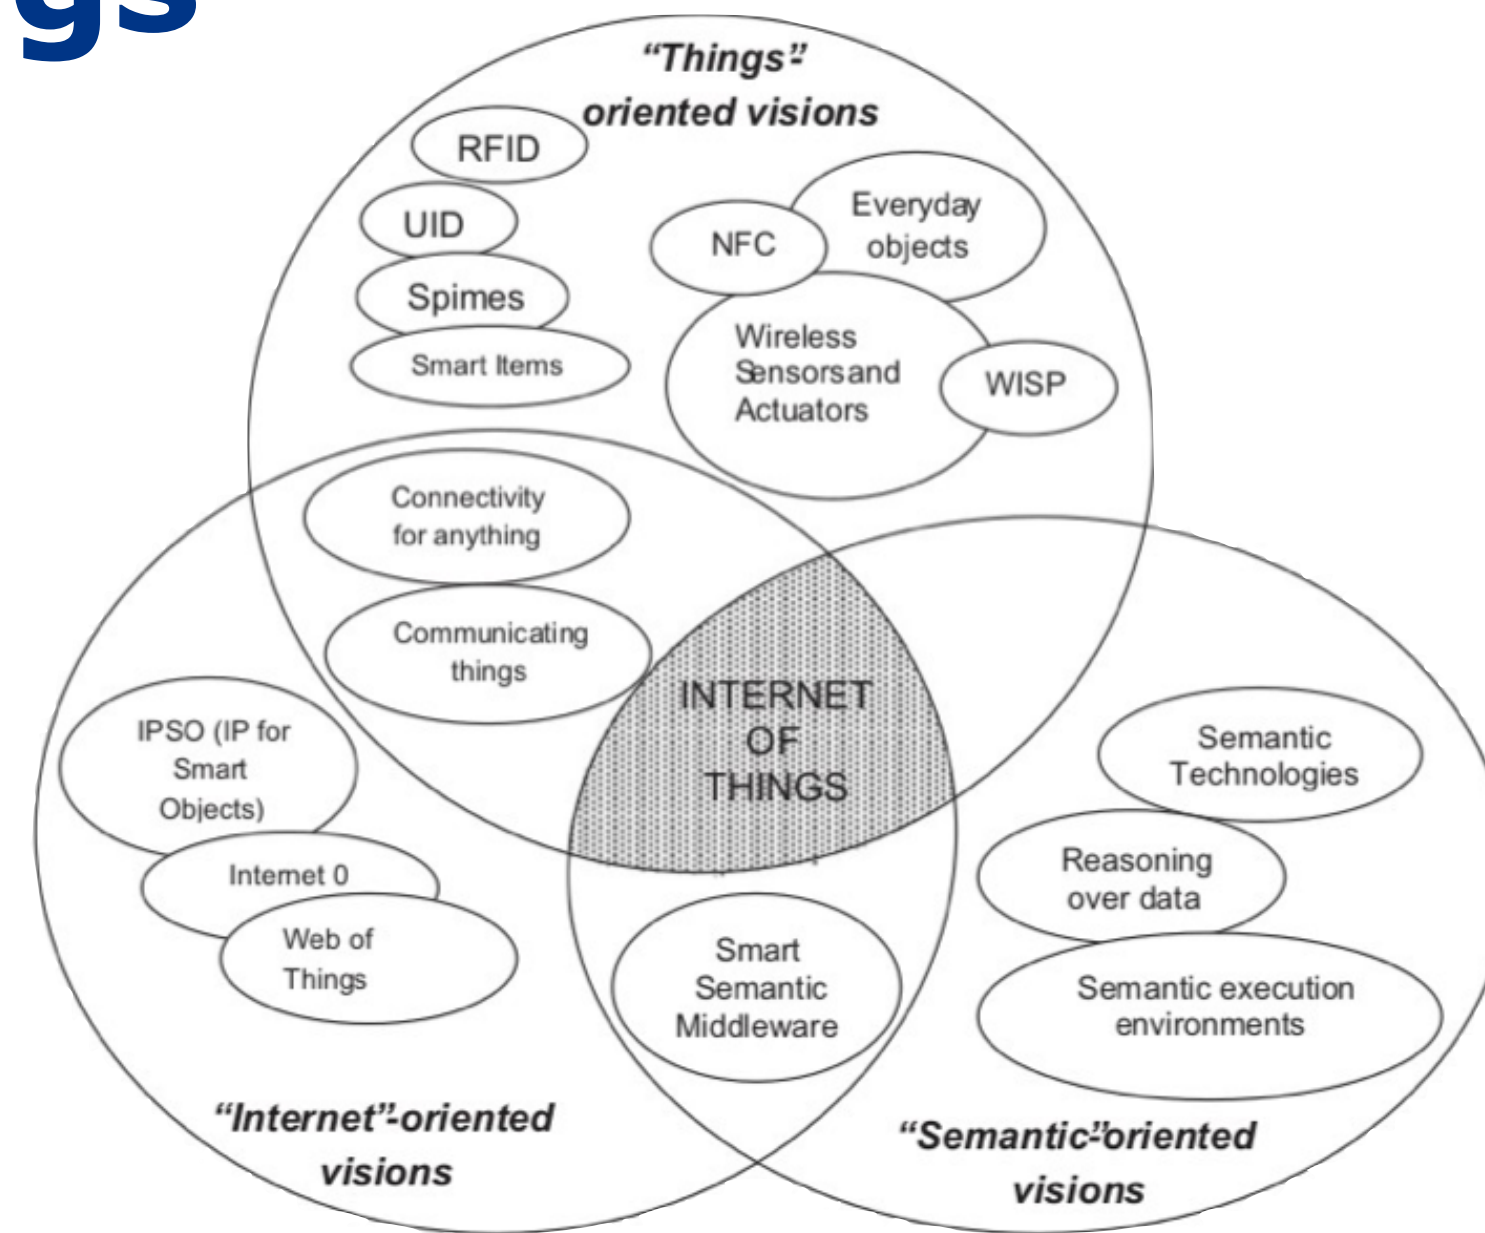 gs
“Things”-
oriented visions
RFID
UID
Spimes
Smart Items
NFC
Everyday
objects
Wireless
Sensors and
Actuators
WISP
Connectivity
for anything
Communicating
things
INTERNET
OF
THINGS
IPSO (IP for
Smart
Objects)
Internet 0
Web of
Things
Semantic
Technologies
Reasoning
over data
Semantic execution
environments
Smart
Semantic
Middleware
“Internet”-oriented
visions
“Semantic”-oriented
visions